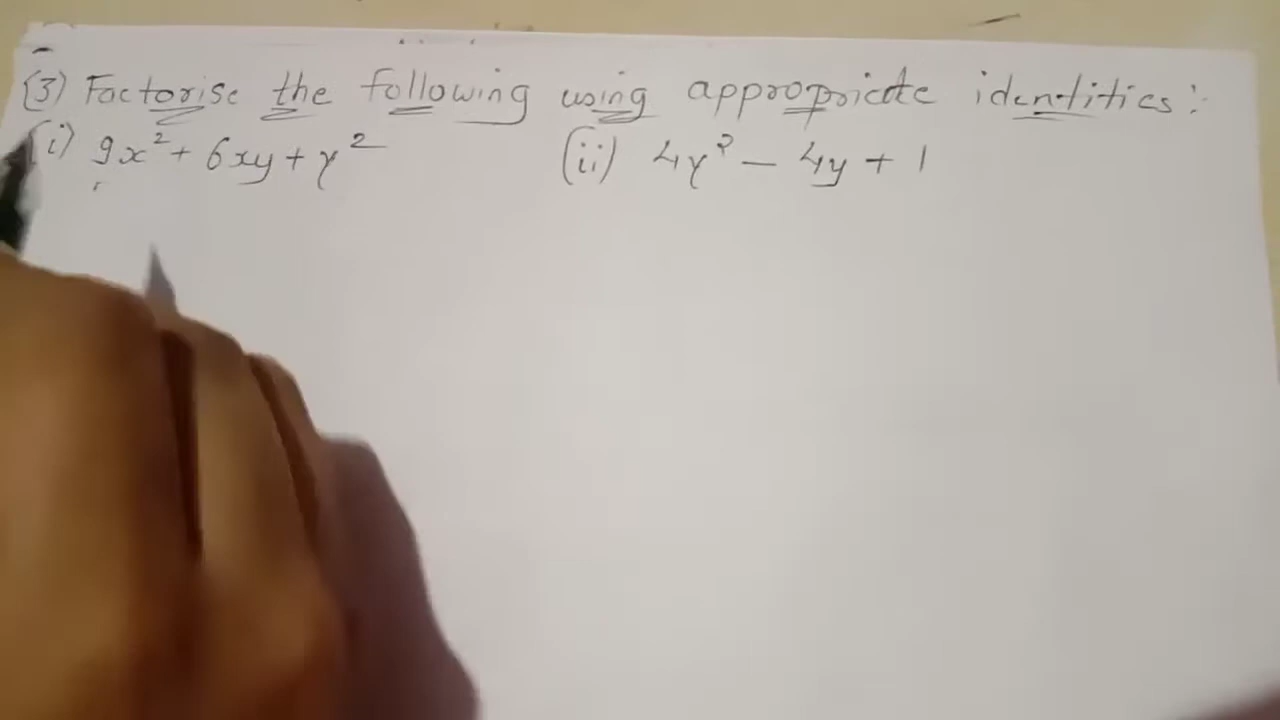 (3) Factorise the following using appropriate identities:
(i) 9x² + 6xy + y² (ii) 4y² - 4y + 1